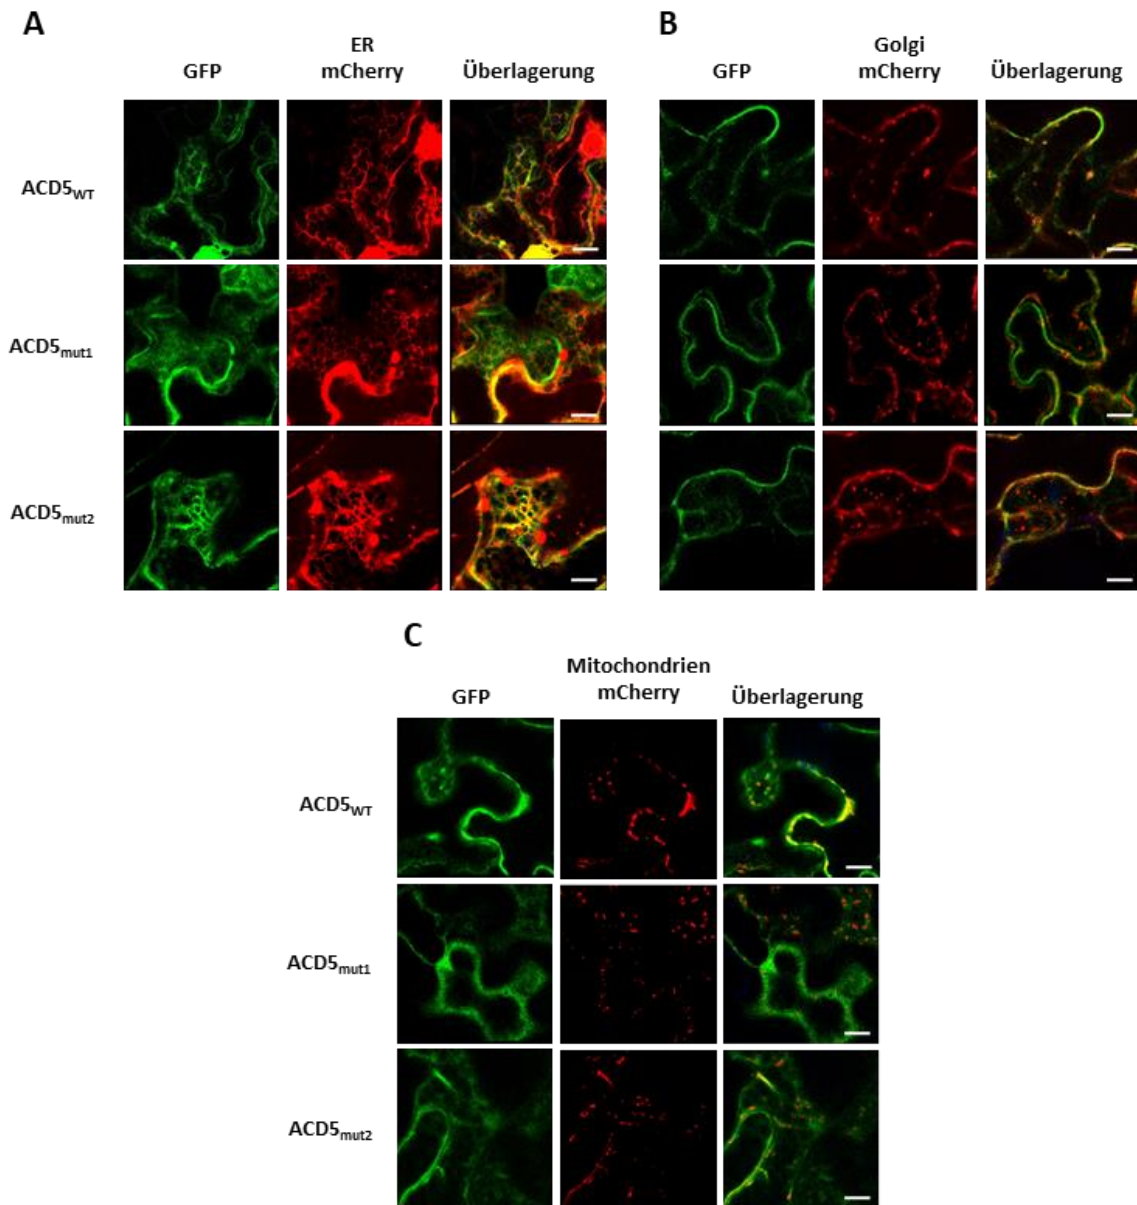 A
ER
GFP mCherry Überlagerung
ACD5WT
ACD5mut1
ACD5mut2
B
Golgi
GFP mCherry Überlagerung
C
Mitochondrien
GFP mCherry Überlagerung
ACD5WT
ACD5mut1
ACD5mut2